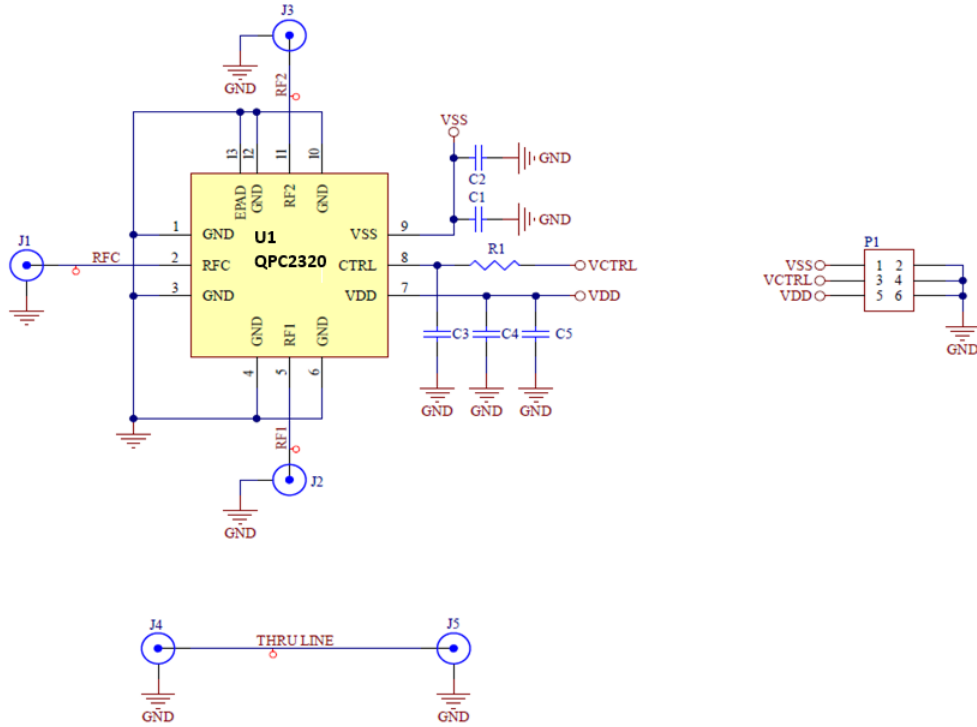 J3
GND
RF2
VSS
C2
GND
C1
GND
13
12
11
10
EPAD
GND
RF2
GND
U1
QPC2320
1
GND
VSS
9
J1
RFC
2
RFC
CTRL
8
R1
VCTRL
3
GND
VDD
7
VDD
GND
RF1
GND
4
5
6
C3
C4
C5
GND
GND
GND
RF1
J2
GND
P1
VSS
1 2
VCTRL
3 4
VDD
5 6
GND
J4
THRU LINE
J5
GND
GND